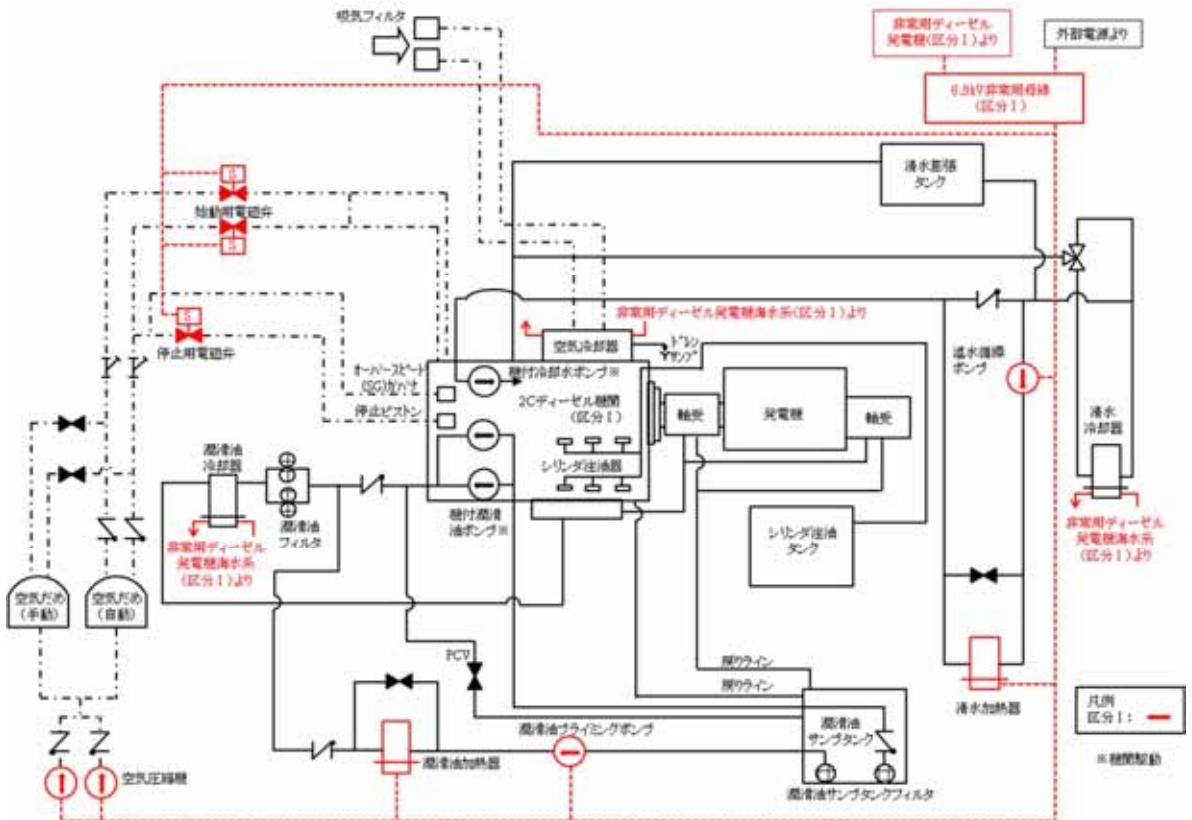 吸気フィルタ
非常用ディーゼル
発電機(区分Ⅰ)より
外部電源より
6.9kV非常用母線
(区分Ⅰ)
清水膨張
タンク
S
始動用電磁弁
S
S
停止用電磁弁
非常用ディーゼル発電機海水系(区分Ⅰ)より
空気冷却器
ドレン
サンプ
オーバースピード
(SG)ガバナ
機付冷却水ポンプ※
2Cディーゼル機関
(区分Ⅰ)
停止ピストン
軸受
発電機
軸受
温水循環
ポンプ
清水
冷却器
シリンダ注油器
潤滑油
冷却器
潤滑油
フィルタ
機付潤滑
油ポンプ※
シリンダ注油
タンク
非常用ディーゼル
発電機海水系
(区分Ⅰ)より
非常用ディーゼル
発電機海水系
(区分Ⅰ)より
空気だめ
(手動)
空気だめ
(自動)
PCV
戻りライン
戻りライン
潤滑油プライミングポンプ
潤滑油
サンプタンク
清水加熱器
凡例
区分Ⅰ:
空気圧縮機
潤滑油加熱器
潤滑油サンプタンクフィルタ
※機関駆動